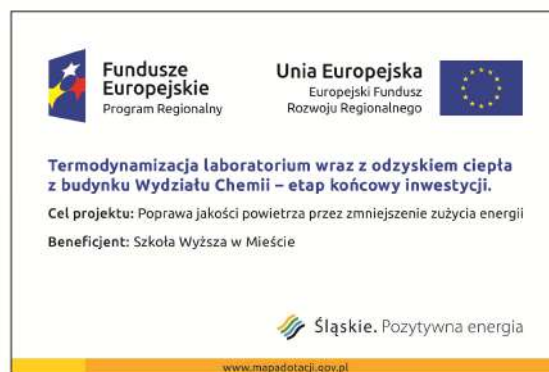 Fundusze
Europejskie
Program Regionalny
Unia Europejska
Europejski Fundusz
Rozwoju Regionalnego
Termodynamizacja laboratorium wraz z odzyskiem ciepła
z budynku Wydziału Chemii – etap końcowy inwestycji.
Cel projektu: Poprawa jakości powietrza przez zmniejszenie zużycia energii
Beneficjent: Szkoła Wyższa w Mieście
Śląskie. Pozytywna energia
www.mapadotacji.gov.pl